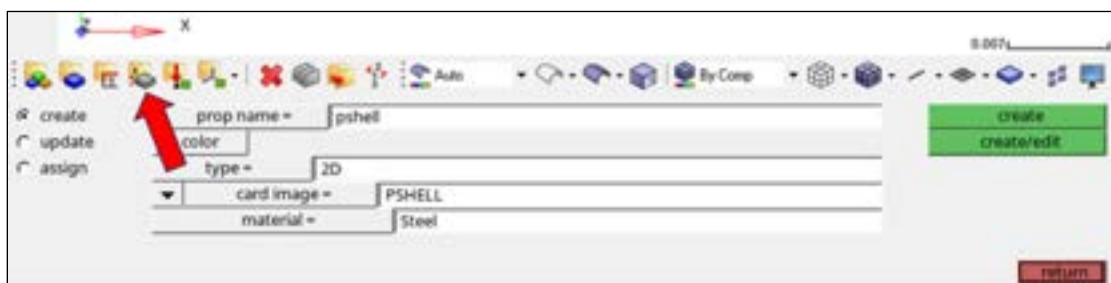 X
0.007
Auto By Comp
create prop name = pshell create
update color create/edit
assign type = 2D
card image = PSHELL
material = Steel
return